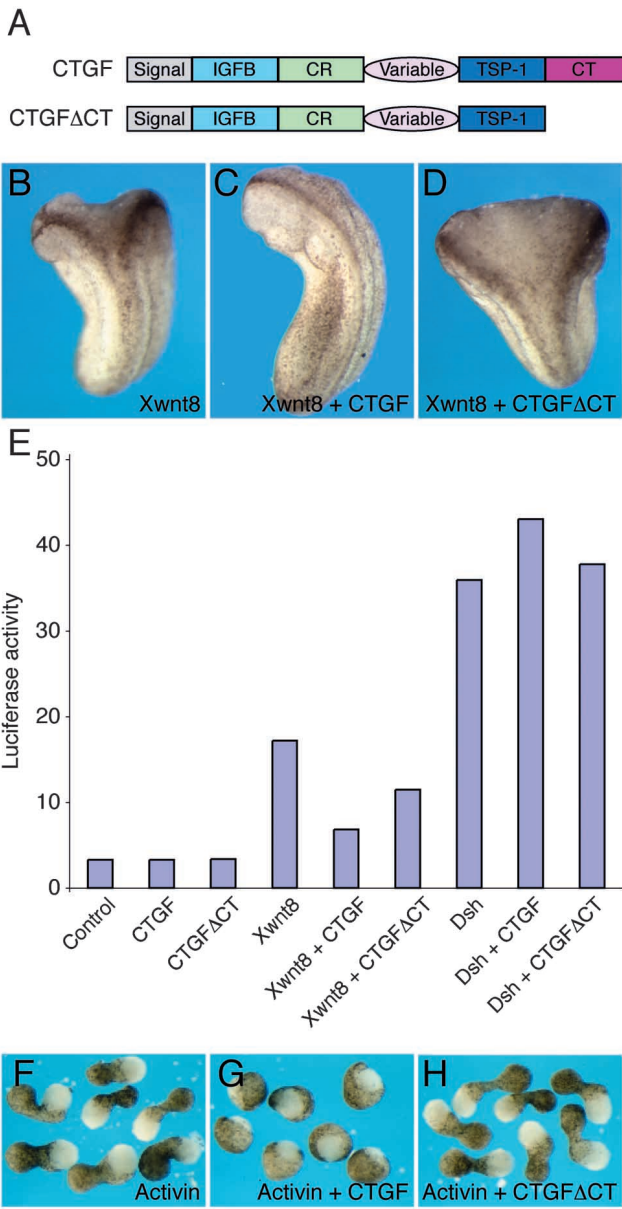 A
CTGF Signal IGFB CR Variable TSP-1 CT
CTGFΔCT Signal IGFB CR Variable TSP-1
B
Xwnt8
C
Xwnt8 + CTGF
D
Xwnt8 + CTGFΔCT
E
Luciferase activity
50
40
30
20
10
0
Control
CTGF
CTGFΔCT
Xwnt8
Xwnt8 + CTGF
Xwnt8 + CTGFΔCT
Dsh
Dsh + CTGF
Dsh + CTGFΔCT
F
Activin
G
Activin + CTGF
H
Activin + CTGFΔCT